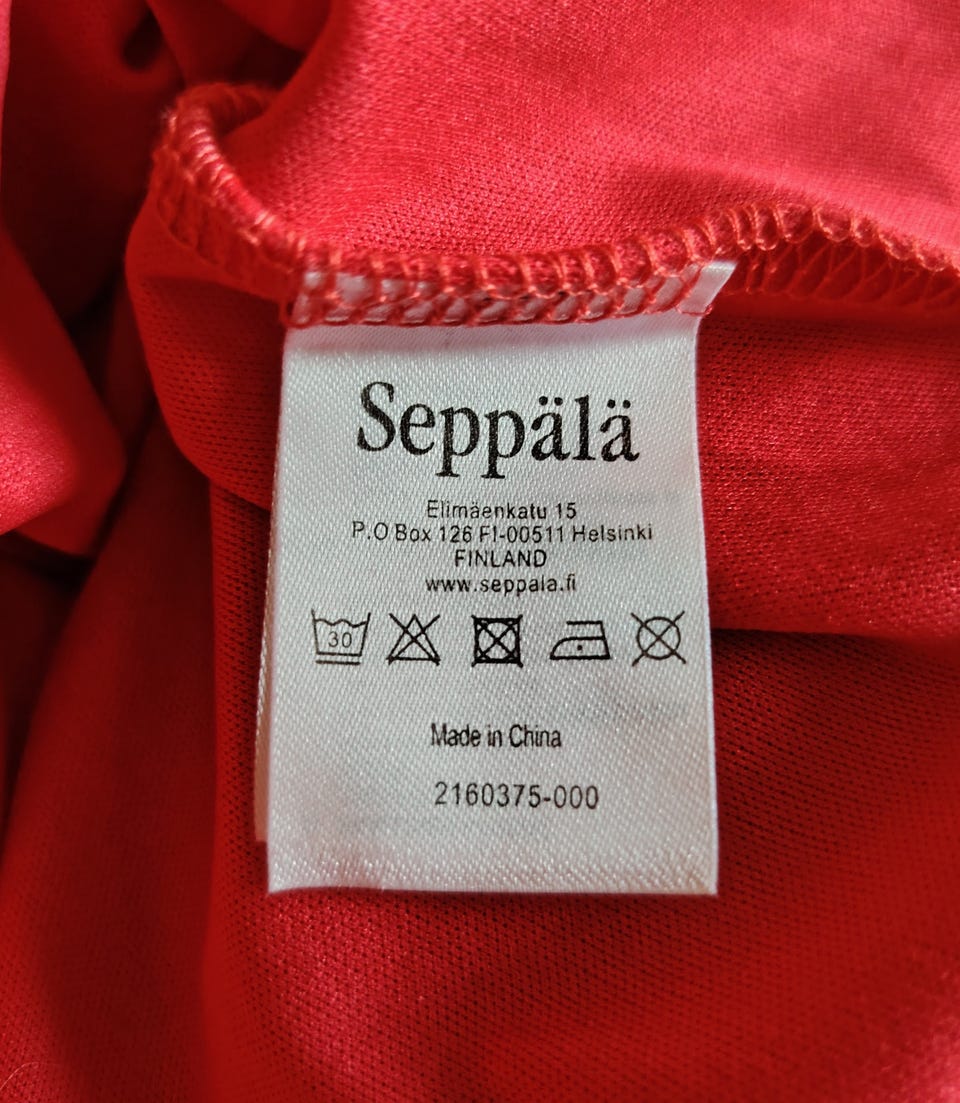 Seppälä
Elimäenkatu 15
P.O Box 126 FI-00511 Helsinki
FINLAND
www.seppala.fi
30
Made in China
2160375-000